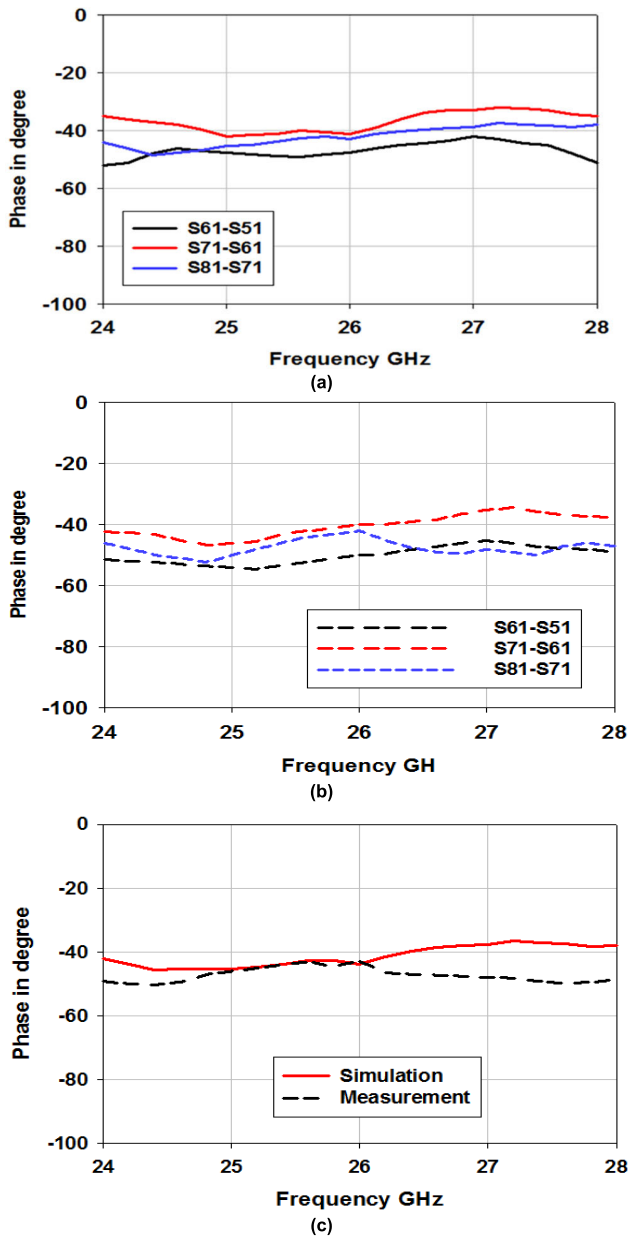 0
-20
-40
-60
-80
-100
Phase in degree
S61-S51
S71-S61
S81-S71
24 25 26 27 28
Frequency GHz
(a)
0
-20
-40
-60
-80
-100
Phase in degree
S61-S51
S71-S61
S81-S71
24 25 26 27 28
Frequency GH
(b)
0
-20
-40
-60
-80
-100
Phase in degree
Simulation
Measurement
24 25 26 27 28
Frequency GHz
(c)